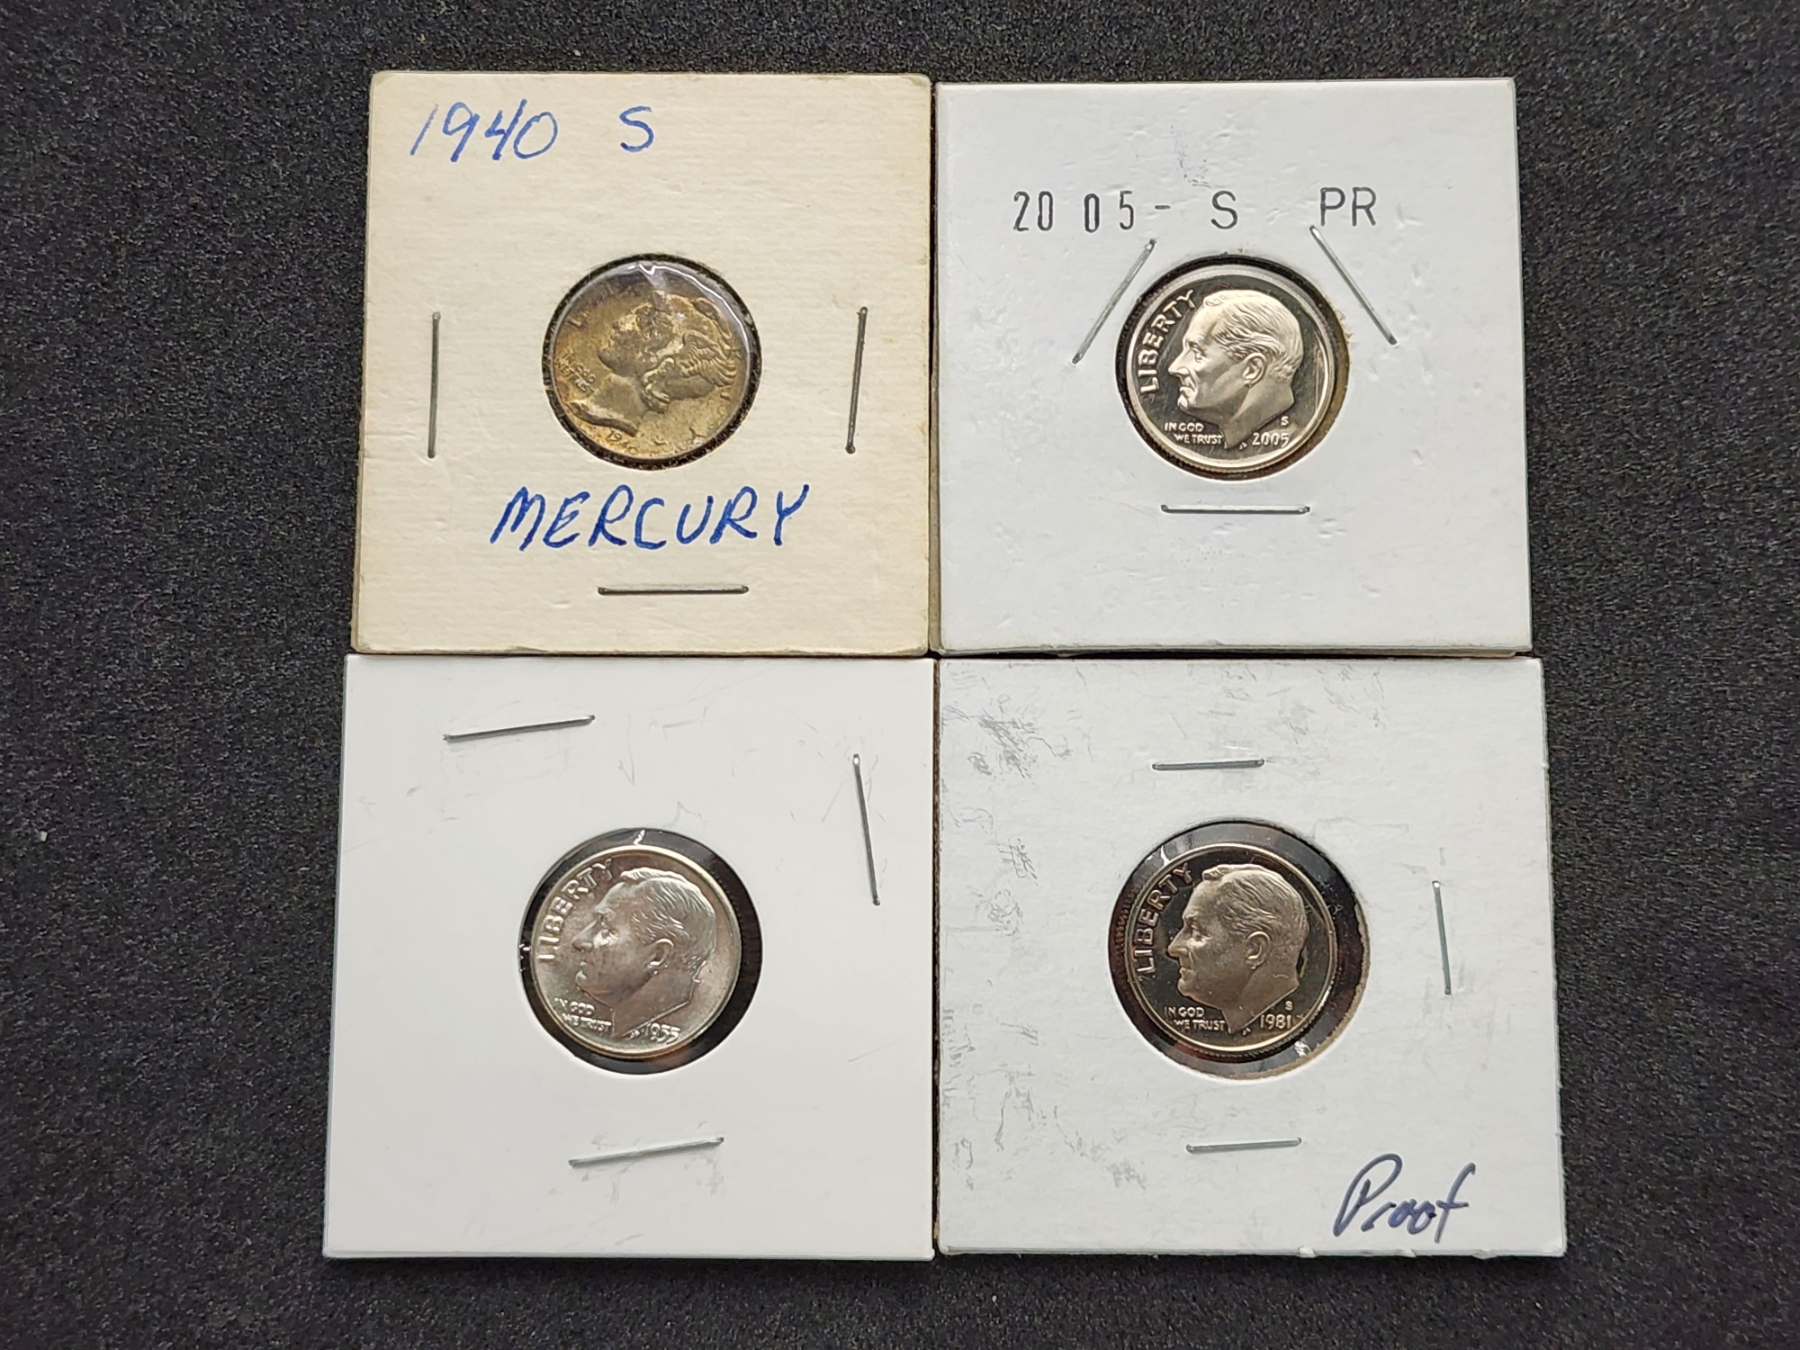 1940 S
1940
MERCURY
2005- S PR
LIBERTY
IN GOD
WE TRUST
S
2005
LIBERTY
IN GOD
WE TRUST
1955
LIBERTY
IN GOD
WE TRUST
S
1981
Proof